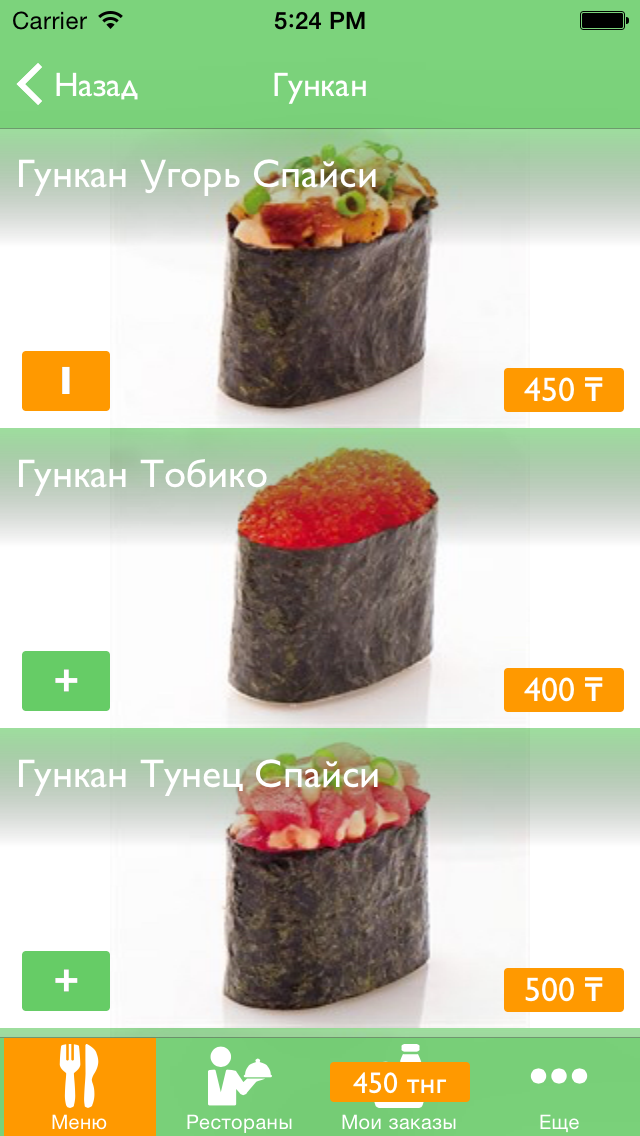 Carrier 5:24 PM
Назад Гункан
Гункан Угорь Спайси
1 450 ₸
Гункан Тобико
+ 400 ₸
Гункан Тунец Спайси
+ 500 ₸
450 тнг
Меню Рестораны Мои заказы Еще